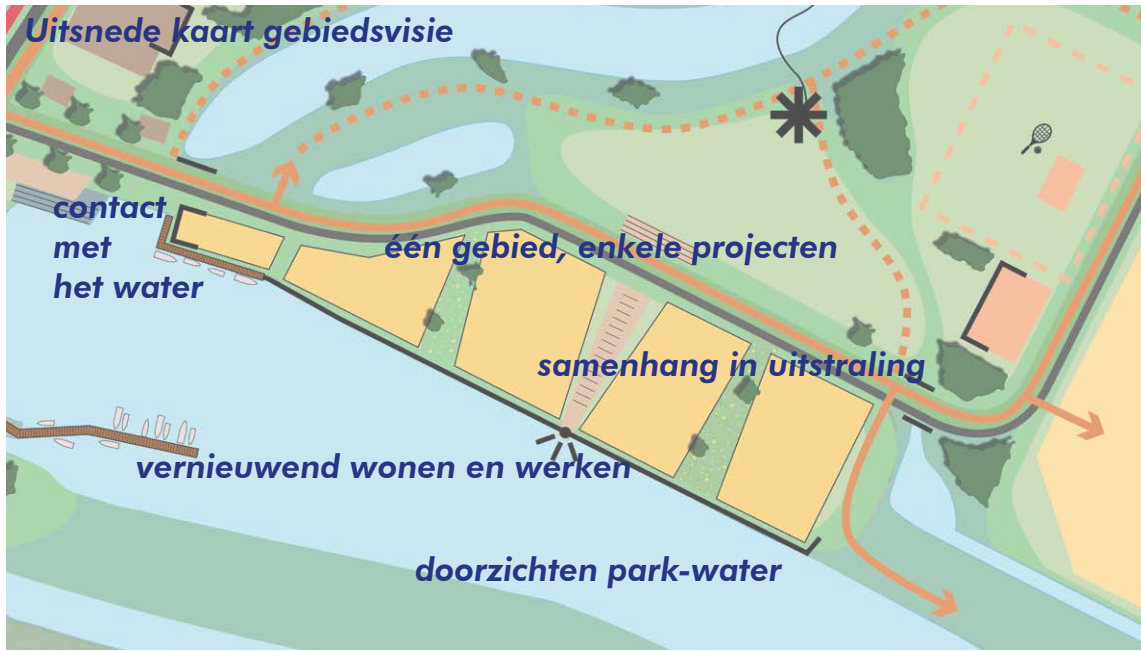 Uitsnede kaart gebiedsvisie
contact
met
het water
één gebied, enkele projecten
samenhang in uitstraling
vernieuwend wonen en werken
doorzichten park-water